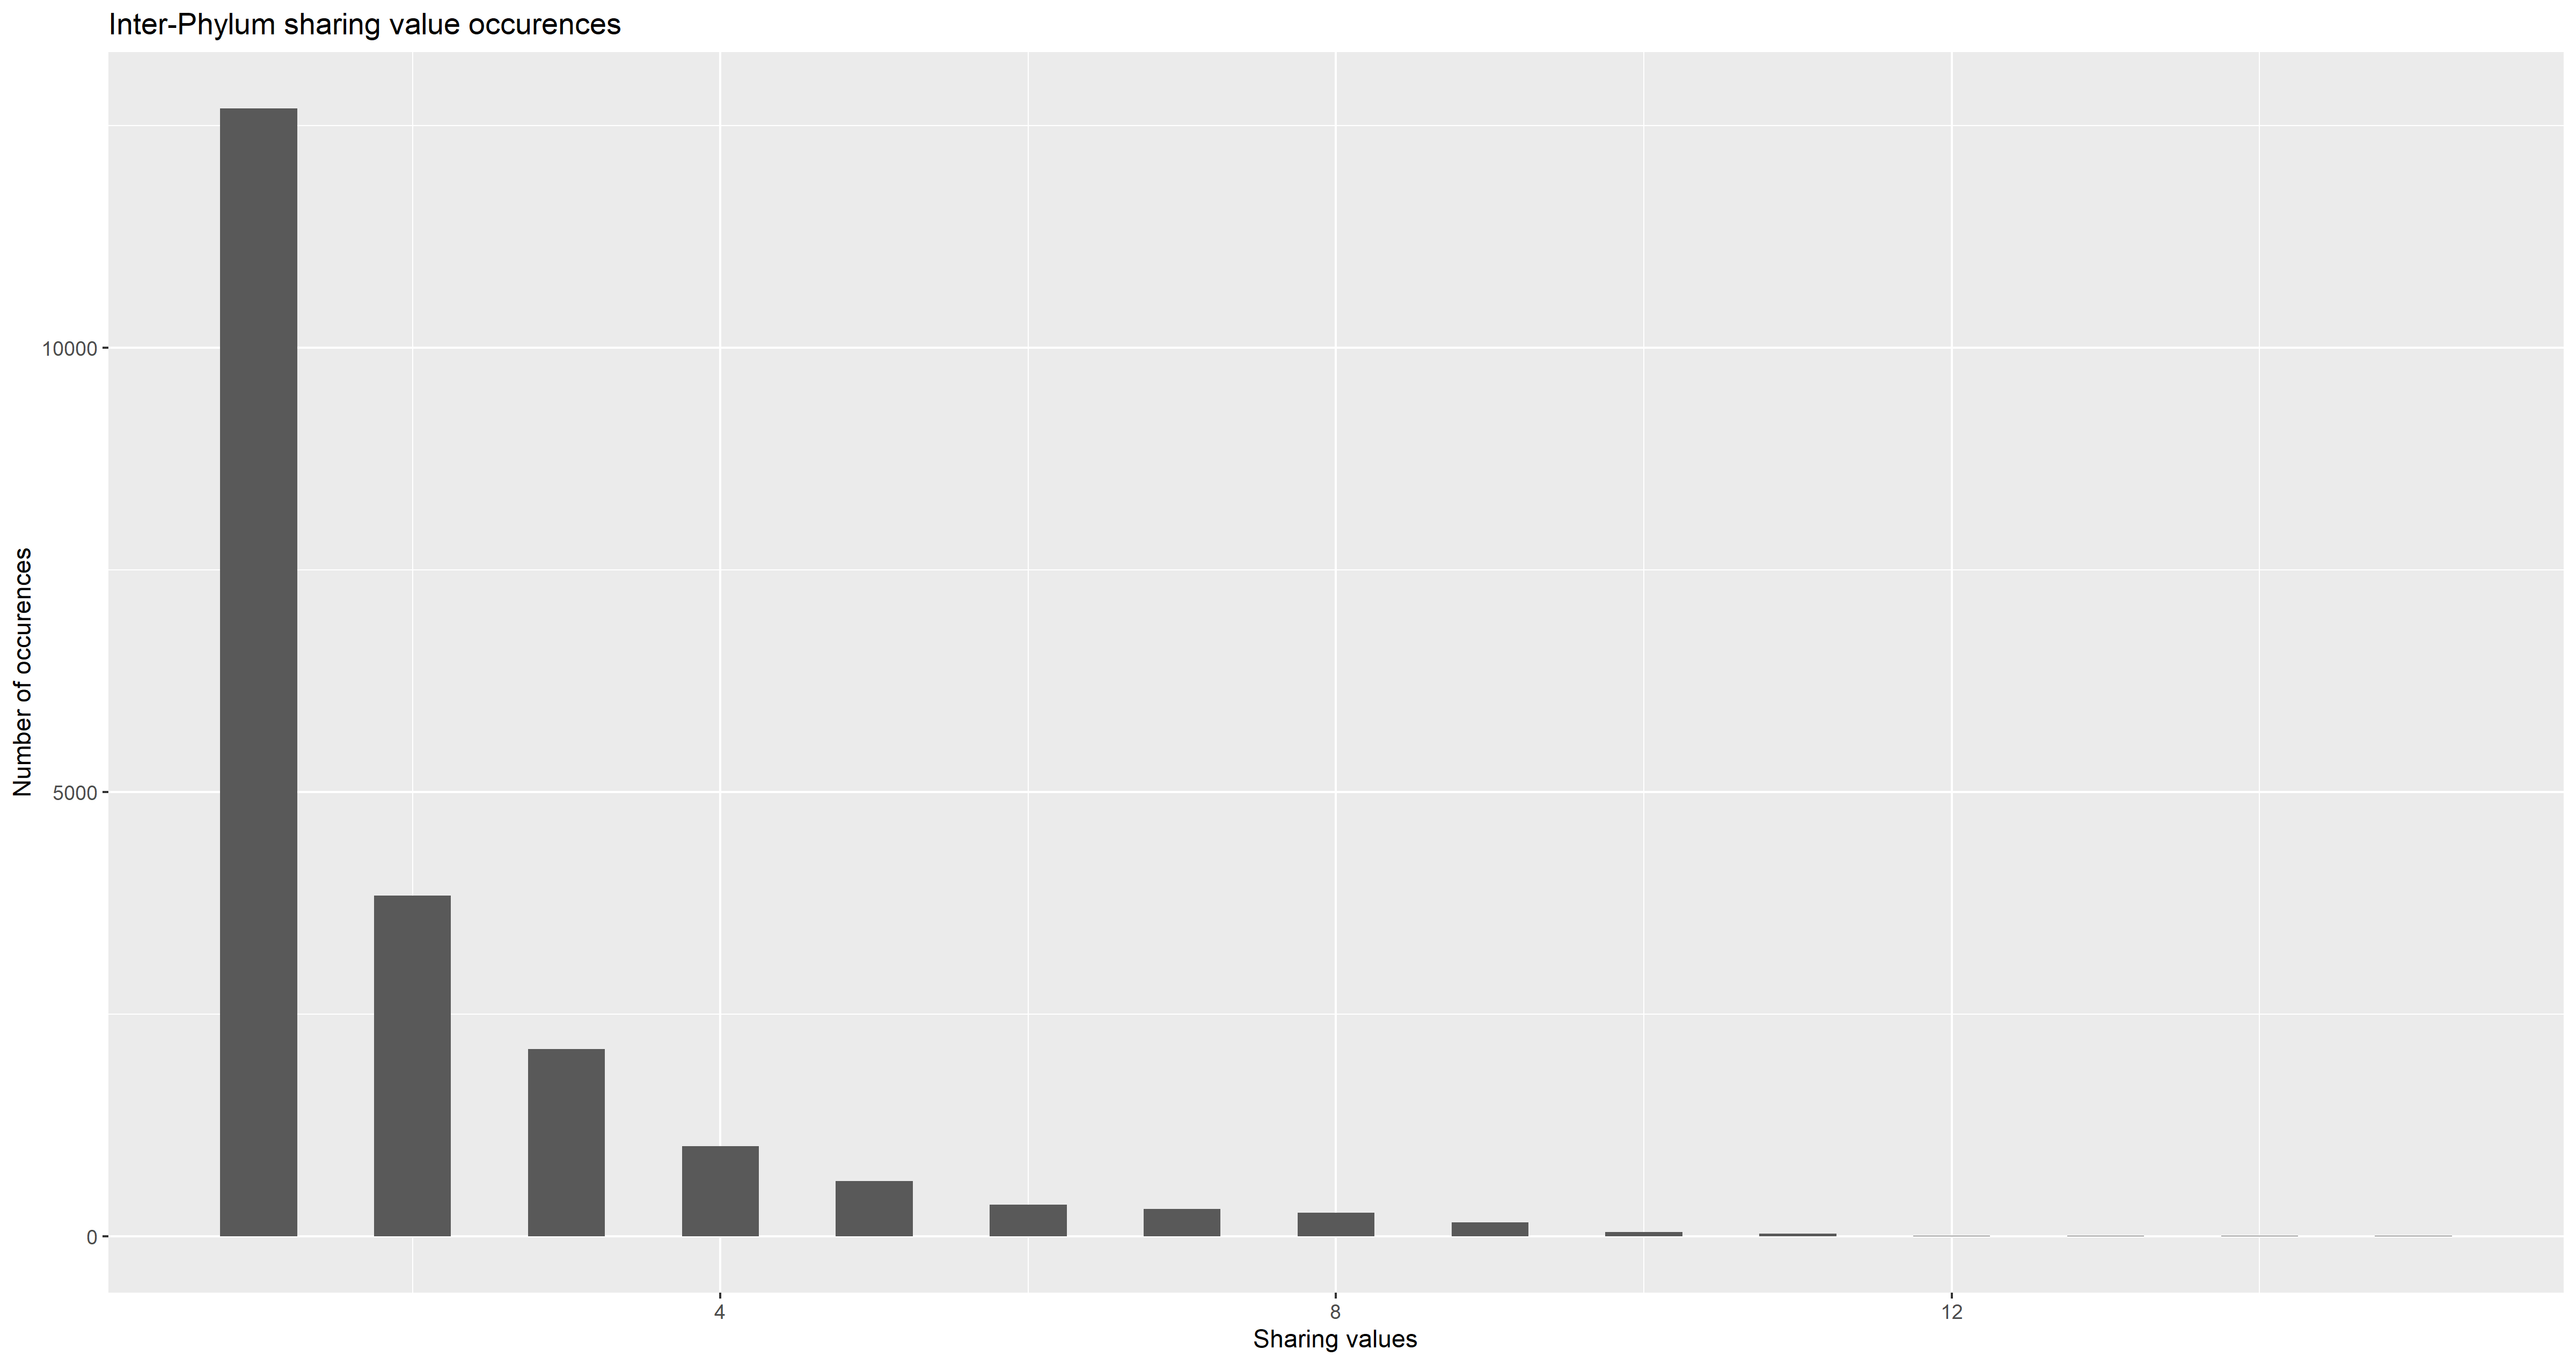 Inter-Phylum sharing value occurences
Number of occurences
10000
5000
0
4
8
12
Sharing values